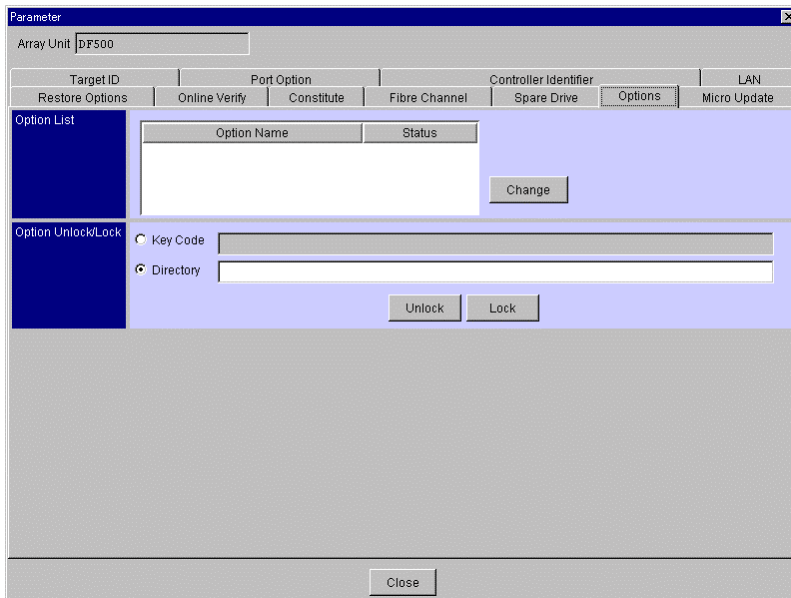 Parameter
Array Unit DF500
Target ID Port Option Controller Identifier LAN
Restore Options Online Verify Constitute Fibre Channel Spare Drive Options Micro Update
Option List
Option Name Status
Change
Option Unlock/Lock
Key Code
Directory
Unlock Lock
Close